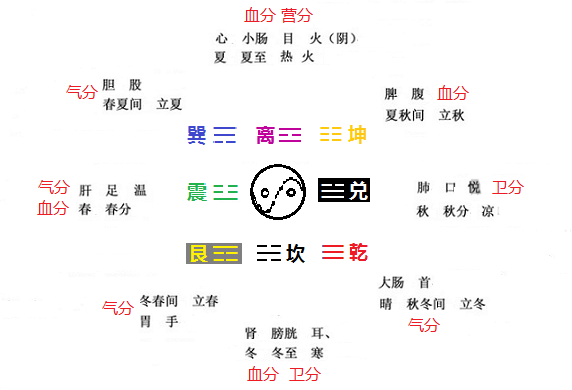 血分 营分
心 小肠 目 火（阴）
夏 夏至 热 火
气分
胆 股
春夏间 立夏
脾 腹 血分
夏秋间 立秋
巽☴ 离☲ ☷坤
气分
血分
肝 足 温
春 春分
震☳
☱兑
肺 口 悦 卫分
秋 秋分 凉
艮☶ ☵坎 ☰乾
气分
冬春间 立春
胃 手
肾 膀胱 耳、
冬 冬至 寒
血分 卫分
大肠 首
晴 秋冬间 立冬
气分